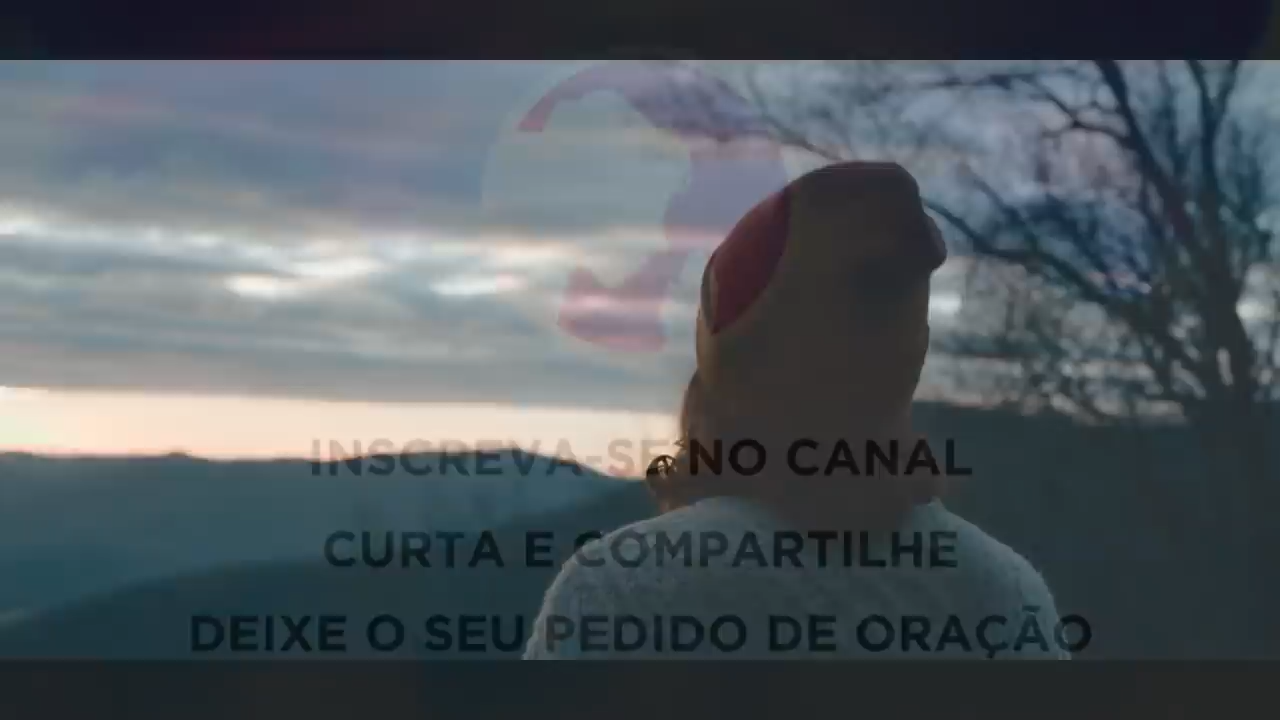 INSCREVA-SE NO CANAL
CURTA E COMPARTILHE
DEIXE O SEU PEDIDO DE ORAÇÃO